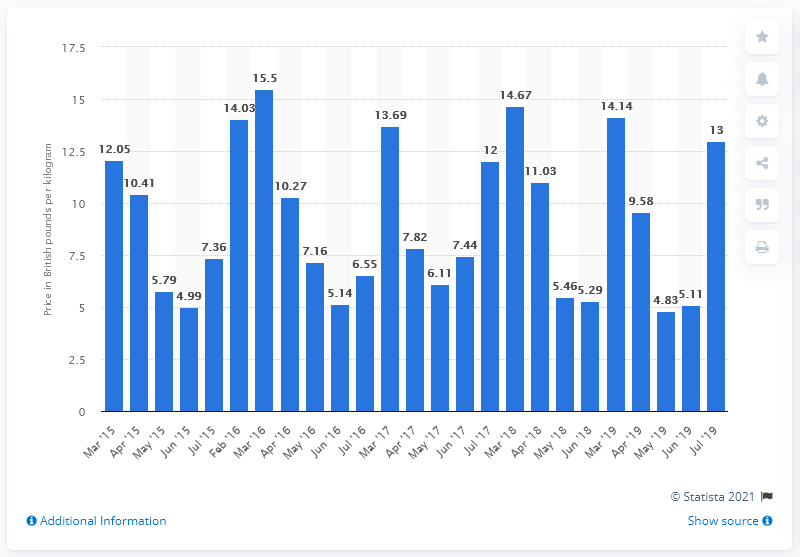 17.5
15
12.5
10
7.5
5
2.5
0
Price in British pounds per kilogram
12.05
10.41
5.79
4.99
7.36
14.03
15.5
10.27
7.16
5.14
6.55
13.69
7.82
6.11
7.44
12
14.67
11.03
5.46
5.29
14.14
9.58
4.83
5.11
13
Mar '15
Apr '15
May '15
Jun '15
Jul '15
Feb '16
Mar '16
Apr '16
May '16
Jun '16
Jul '16
Mar '17
Apr '17
May '17
Jun '17
Jul '17
Mar '18
Apr '18
May '18
Jun '18
Mar '19
Apr '19
May '19
Jun '19
Jul '19
© Statista 2021
Additional Information
Show source